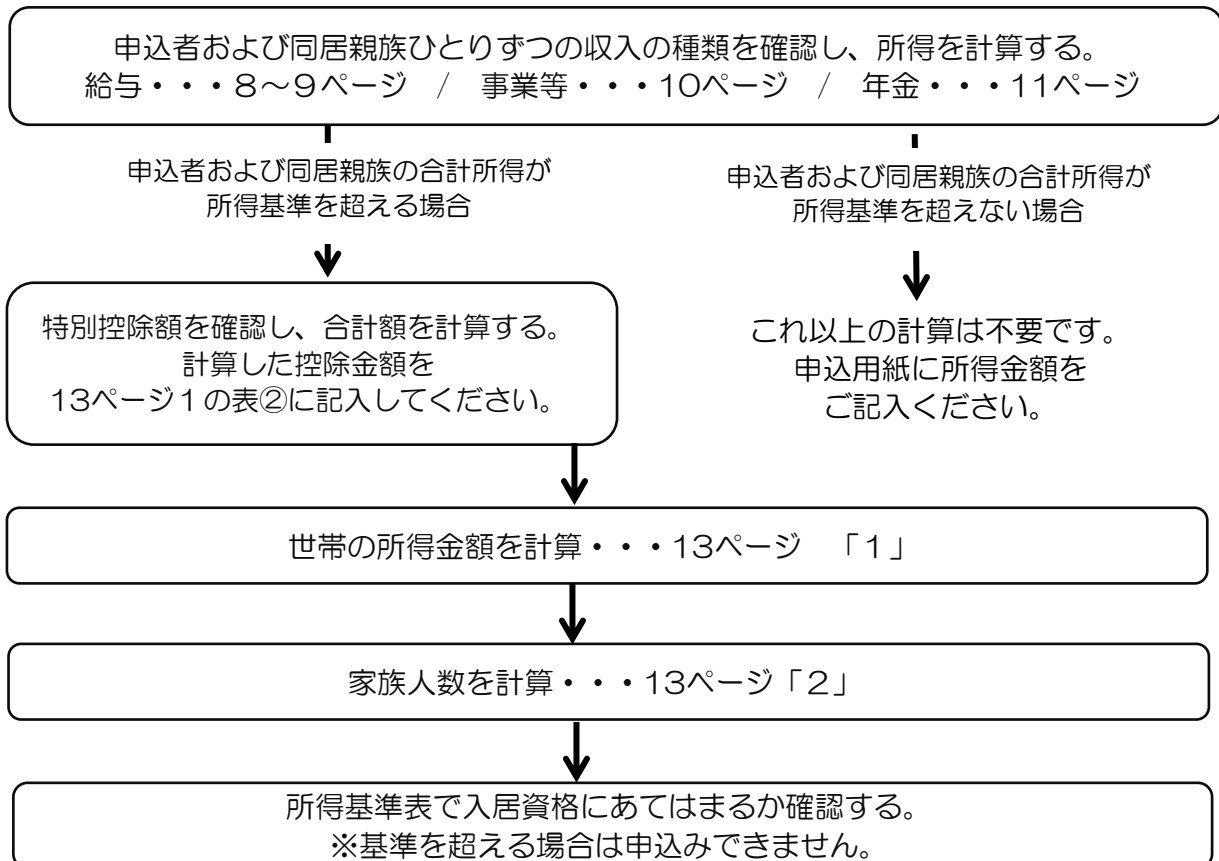 申込者および同居親族ひとりずつの収入の種類を確認し、所得を計算する。
給与・・・8～9ページ　/　事業等・・・10ページ　/　年金・・・11ページ
申込者および同居親族の合計所得が
所得基準を超える場合
申込者および同居親族の合計所得が
所得基準を超えない場合
特別控除額を確認し、合計額を計算する。
計算した控除金額を
13ページ１の表②に記入してください。
これ以上の計算は不要です。
申込用紙に所得金額を
ご記入ください。
世帯の所得金額を計算・・・13ページ　「１」
家族人数を計算・・・13ページ「２」
所得基準表で入居資格にあてはまるか確認する。
※基準を超える場合は申込みできません。